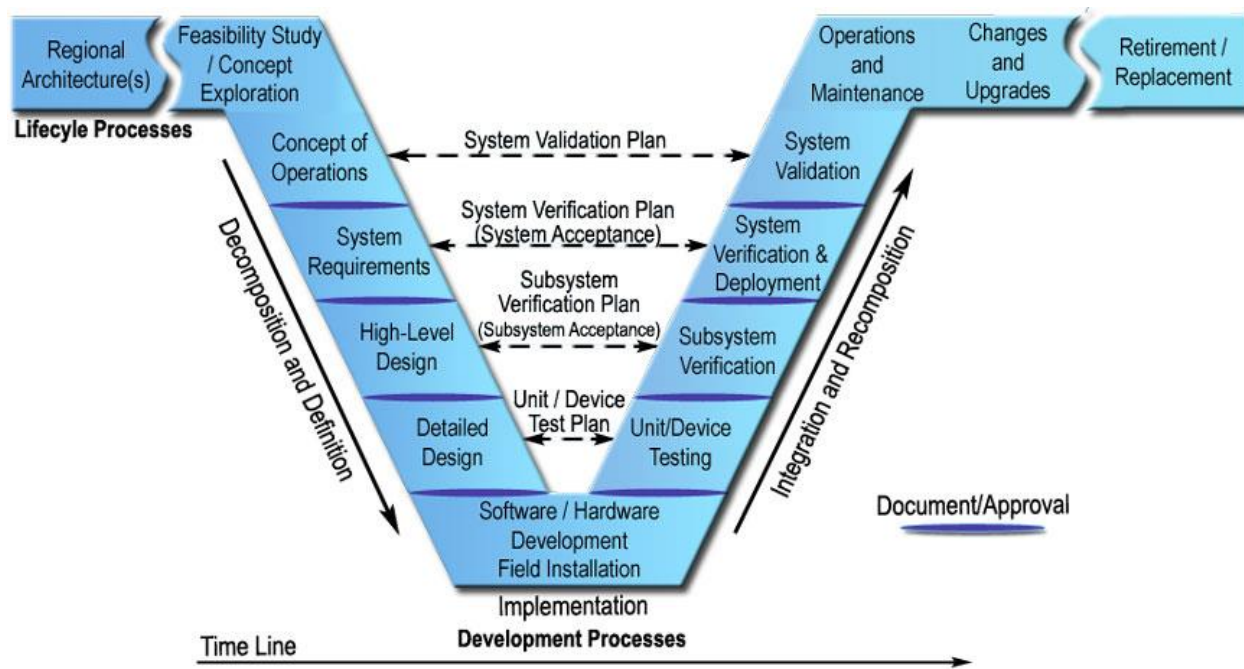 Regional
Architecture(s)
Feasibility Study
/ Concept
Exploration
Operations
and
Maintenance
Changes
and
Upgrades
Retirement /
Replacement
Lifecyle Processes
Concept of
Operations
System Validation Plan
System
Validation
System
Requirements
System Verification Plan
(System Acceptance)
System
Verification &
Deployment
High-Level
Design
Subsystem
Verification Plan
(Subsystem Acceptance)
Subsystem
Verification
Detailed
Design
Unit / Device
Test Plan
Unit/Device
Testing
Decomposition and Definition
Integration and Recomposition
Document/Approval
Software / Hardware
Development
Field Installation
Implementation
Development Processes
Time Line